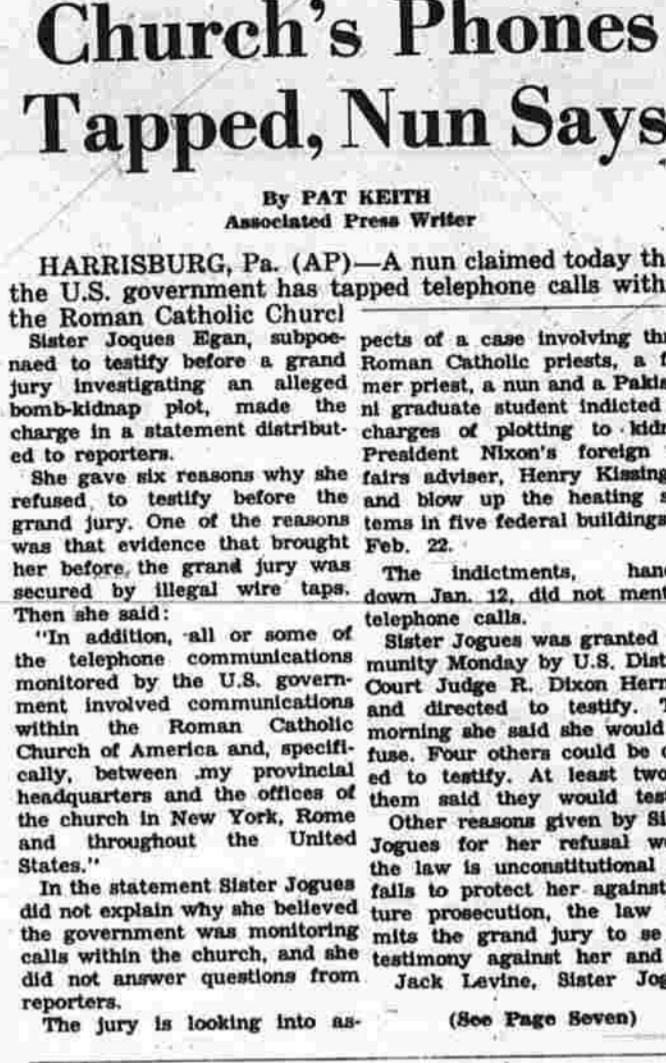 Church's Phones
Tapped, Nun Says
By PAT KEITH
Associated Press Writer
HARRISBURG, Pa. (AP)—A nun claimed today
the U.S. government has tapped telephone calls with
the Roman Catholic
Sister Joques Egan, subpoe-
naed to testify before a grand
jury investigating an alleged
bomb-kidnap plot, made the
charge in a statement distribut-
ed to reporters.
She gave six reasons why she
refused to testify before the
grand jury. One of the reasons
was that evidence that brought
her before the grand jury was
secured by illegal wire taps.
Then she said:
"In addition, all or some of
the telephone communications
monitored by the U.S. govern-
ment involved communications
within the Roman Catholic
Church of America and, specifi-
cally, between my provincial
headquarters and the offices of
the church in New York, Rome
and throughout the United
States."
In the statement Sister Jogues
did not explain why she believed
the government was monitoring
calls within the church, and she
did not answer questions from
reporters.
The jury is looking into as-
pects of a case involving
Roman Catholic priests, a
mer priest, a nun and a
ni graduate student indicted
charges of plotting to
President Nixon's foreign
fairs adviser, Henry
and blow up the heating
tems in five federal buildings
Feb. 22.
The indictments,
down Jan. 12, did not
telephone calls.
Sister Jogues was granted
munity Monday by U.S.
Court Judge R. Dixon
and directed to testify.
morning she said she would
fuse. Four others could be
ed to testify. At least two
them said they would
Other reasons given by
Jogues for her refusal
the law is unconstitutional
fails to protect her against
ture prosecution, the law
mits the grand jury to
testimony against her and
Jack Levine, Sister
(See Page Seven)